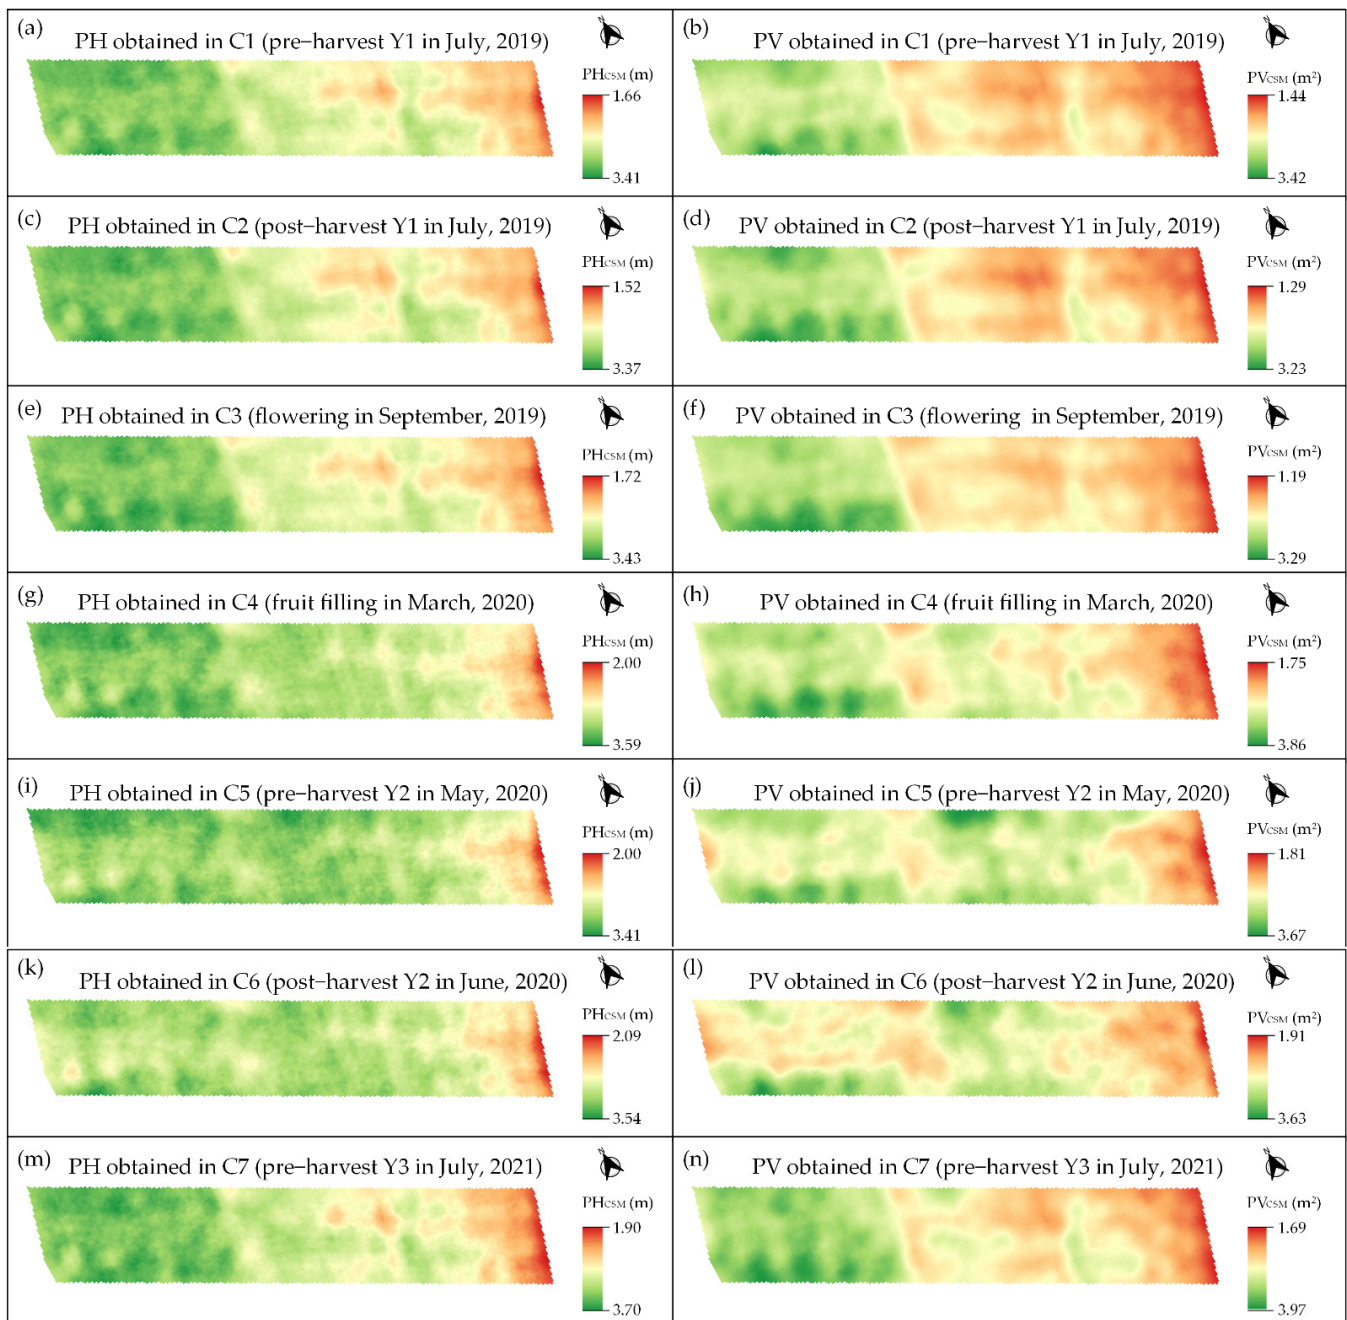 (a)
PH obtained in C1 (pre−harvest Y1 in July, 2019)
N
PHCSM (m)
1.66
3.41
(b)
PV obtained in C1 (pre−harvest Y1 in July, 2019)
N
PVCSM (m²)
1.44
3.42
(c)
PH obtained in C2 (post−harvest Y1 in July, 2019)
N
PHCSM (m)
1.52
3.37
(d)
PV obtained in C2 (post−harvest Y1 in July, 2019)
N
PVCSM (m²)
1.29
3.23
(e)
PH obtained in C3 (flowering in September, 2019)
N
PHCSM (m)
1.72
3.43
(f)
PV obtained in C3 (flowering in September, 2019)
N
PVCSM (m²)
1.19
3.29
(g)
PH obtained in C4 (fruit filling in March, 2020)
N
PHCSM (m)
2.00
3.59
(h)
PV obtained in C4 (fruit filling in March, 2020)
N
PVCSM (m²)
1.75
3.86
(i)
PH obtained in C5 (pre−harvest Y2 in May, 2020)
N
PHCSM (m)
2.00
3.41
(j)
PV obtained in C5 (pre−harvest Y2 in May, 2020)
N
PVCSM (m²)
1.81
3.67
(k)
PH obtained in C6 (post−harvest Y2 in June, 2020)
N
PHCSM (m)
2.09
3.54
(l)
PV obtained in C6 (post−harvest Y2 in June, 2020)
N
PVCSM (m²)
1.91
3.63
(m)
PH obtained in C7 (pre−harvest Y3 in July, 2021)
N
PHCSM (m)
1.90
3.70
(n)
PV obtained in C7 (pre−harvest Y3 in July, 2021)
N
PVCSM (m²)
1.69
3.97